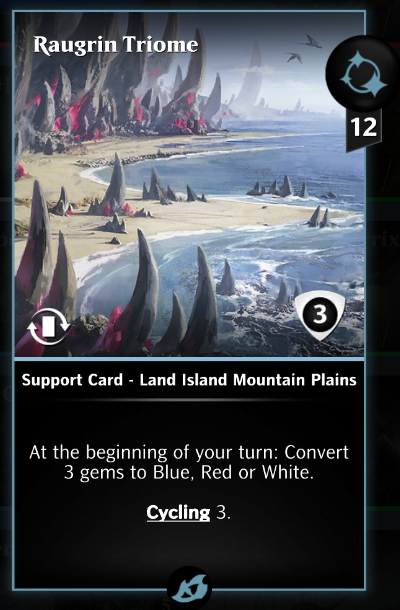 Raugrin Triome
12
3
Support Card - Land Island Mountain Plains
At the beginning of your turn: Convert
3 gems to Blue, Red or White.
Cycling 3.